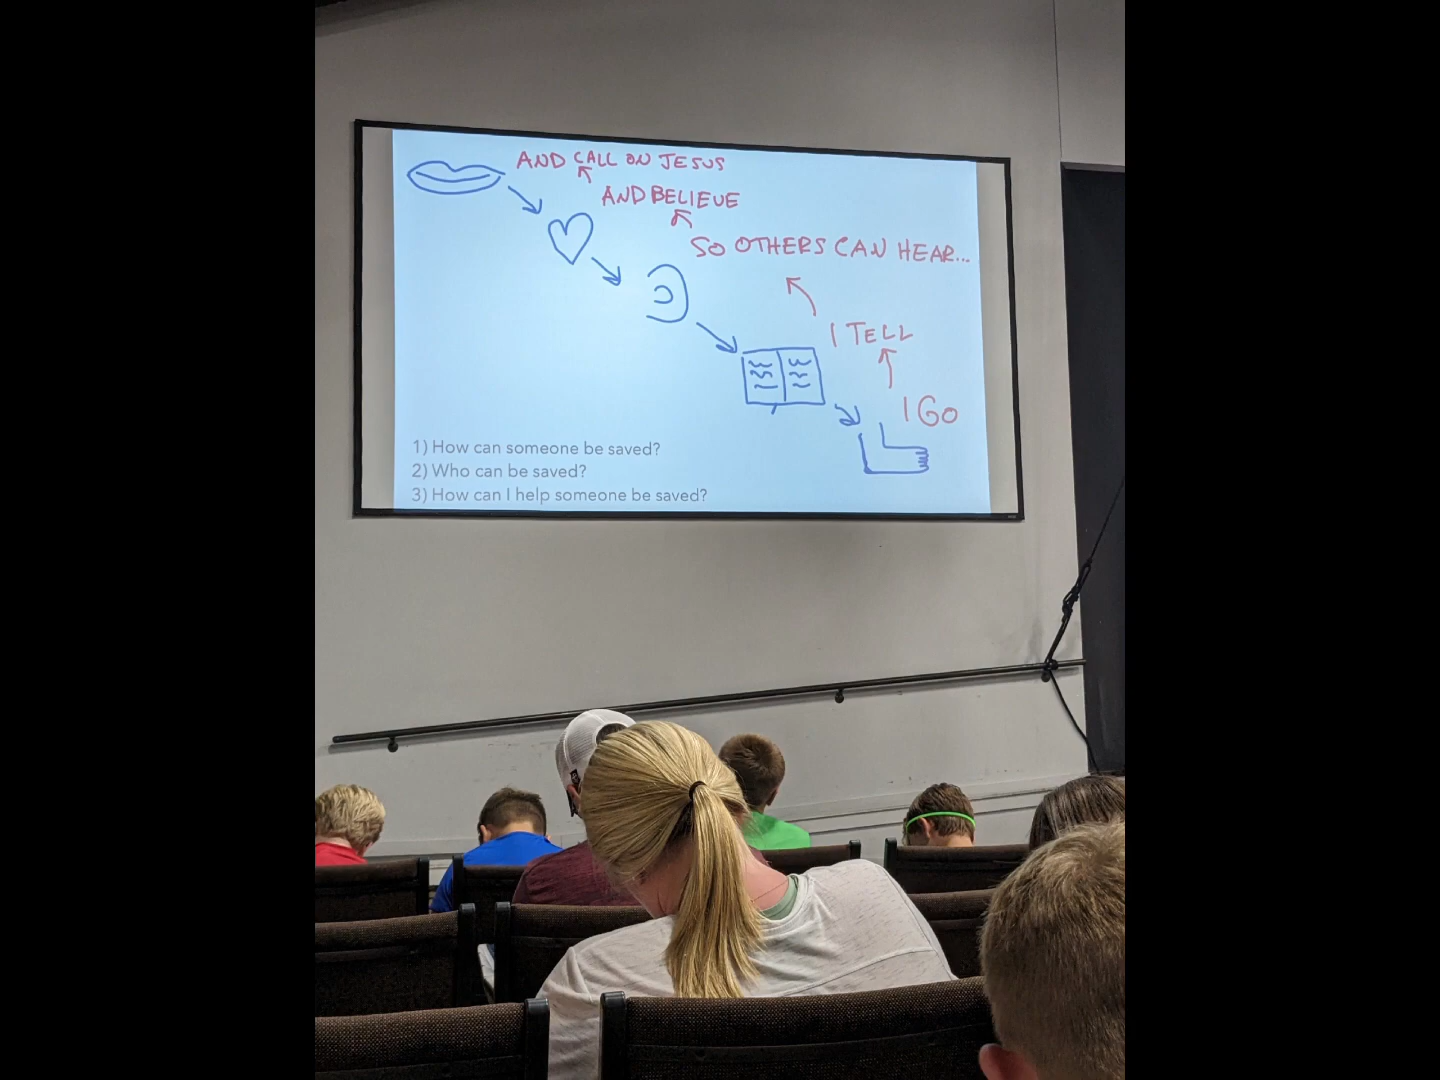 AND CALL ON JESUS
AND BELIEVE
SO OTHERS CAN HEAR...
I TELL
I GO
1) How can someone be saved?
2) Who can be saved?
3) How can I help someone be saved?